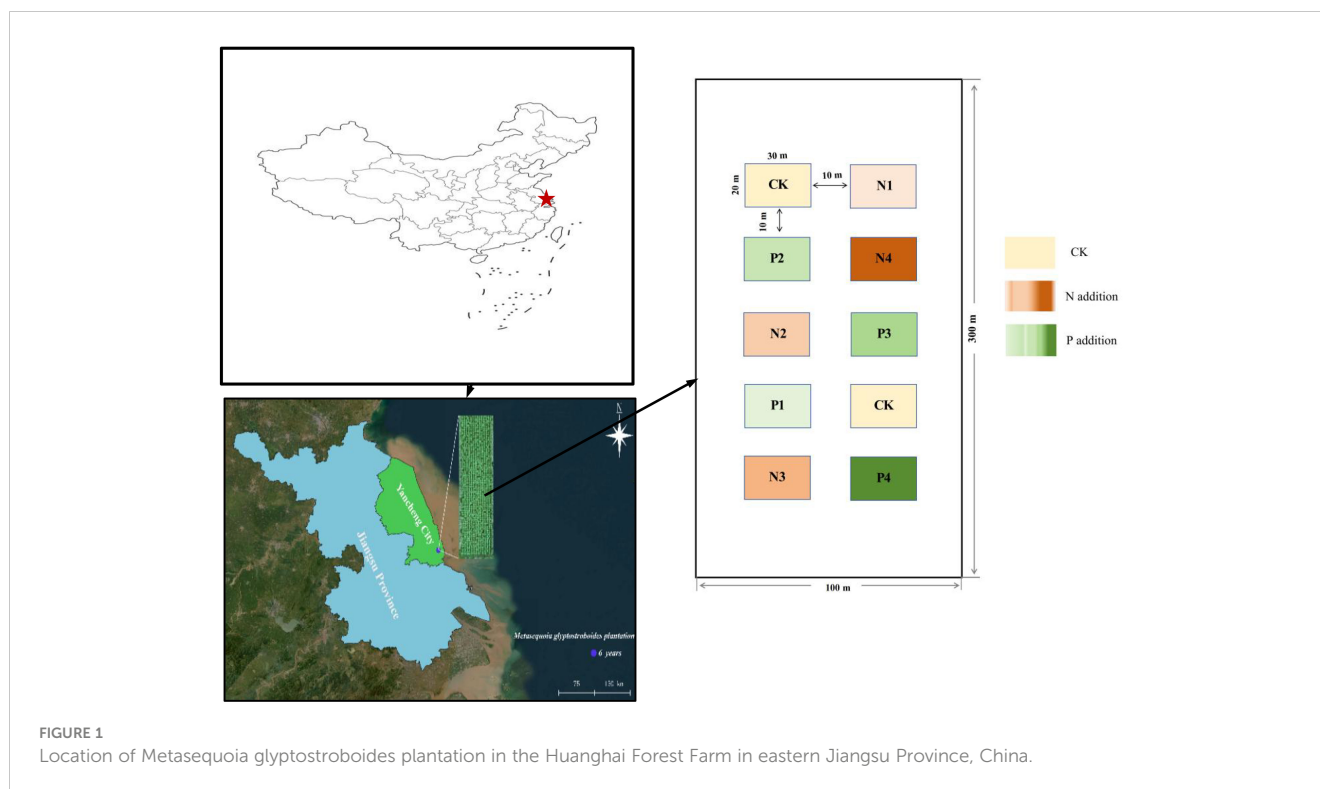 30 m
20 m
CK
10 m
N1
10 m
P2
N4
N2
P3
P1
CK
N3
P4
300 m
100 m
CK
N addition
P addition
N
Yancheng City
Jiangsu Province
Metasequoia glyptostroboides plantation
6 years
75
km
FIGURE 1
Location of Metasequoia glyptostroboides plantation in the Huanghai Forest Farm in eastern Jiangsu Province, China.